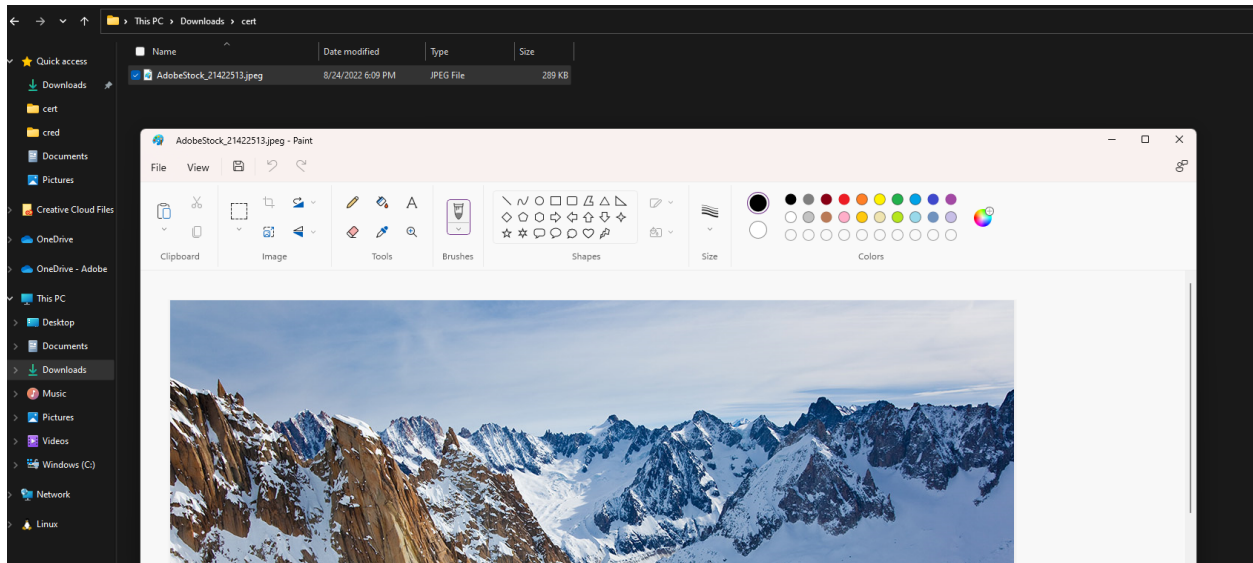 This PC > Downloads > cert
Name
Date modified
Type
Size
AdobeStock_21422513.jpeg
8/24/2022 6:09 PM
JPEG File
289 KB
Quick access
Downloads
cert
cred
Documents
Pictures
Creative Cloud Files
OneDrive
OneDrive - Adobe
This PC
Desktop
Documents
Downloads
Music
Pictures
Videos
Windows (C:)
Network
Linux
AdobeStock_21422513.jpeg - Paint
File
View
A
Clipboard
Image
Tools
Brushes
Shapes
Size
Colors